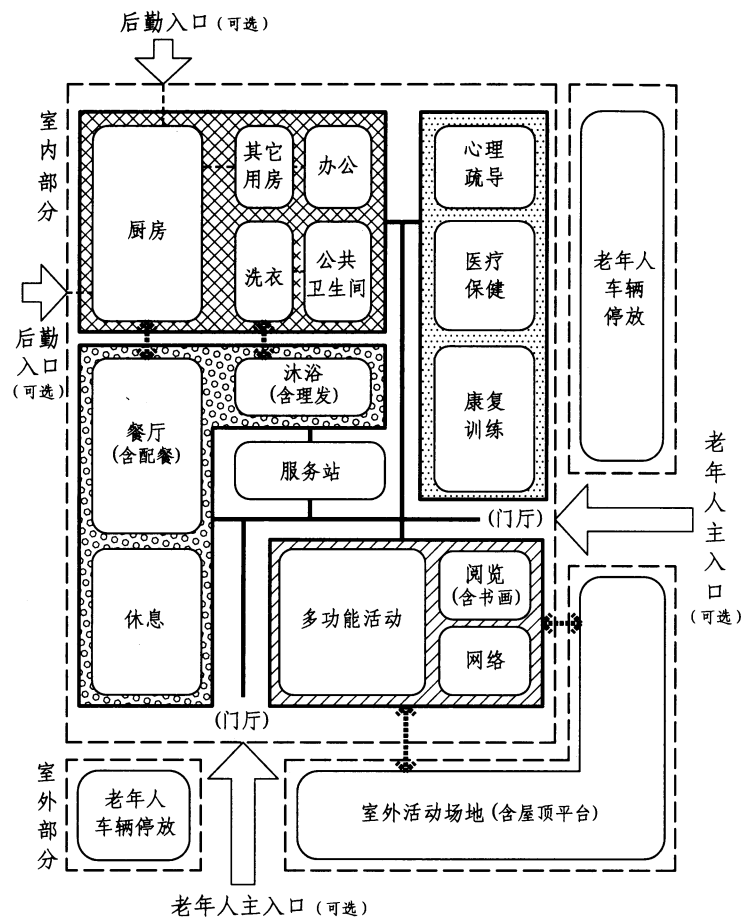 后勤入口(可选)
室内部分
厨房
其它
用房
办公
洗衣
公共
卫生间
心理
疏导
医疗
保健
康复
训练
老年人
车辆
停放
后勤
入口
(可选)
餐厅
(含配餐)
沐浴
(含理发)
服务站
休息
(门厅)
老年人主入口
(可选)
多功能活动
阅览
(含书画)
网络
(门厅)
室外部分
老年人
车辆停放
室外活动场地(含屋顶平台)
老年人主入口(可选)